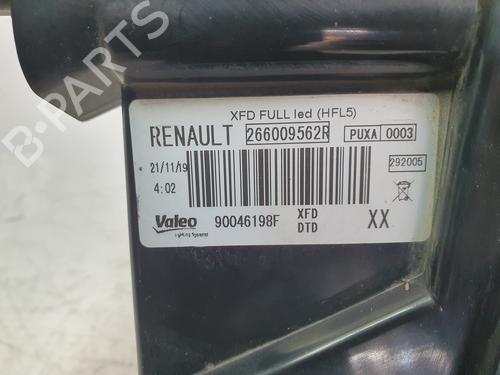 XFD FULL led (HFL5)
RENAULT 266009562R PUXA 0003
21/11/19 292005
4:02
Valeo 90046198F XFD XX
Lighting Systems DTD
B-PARTS